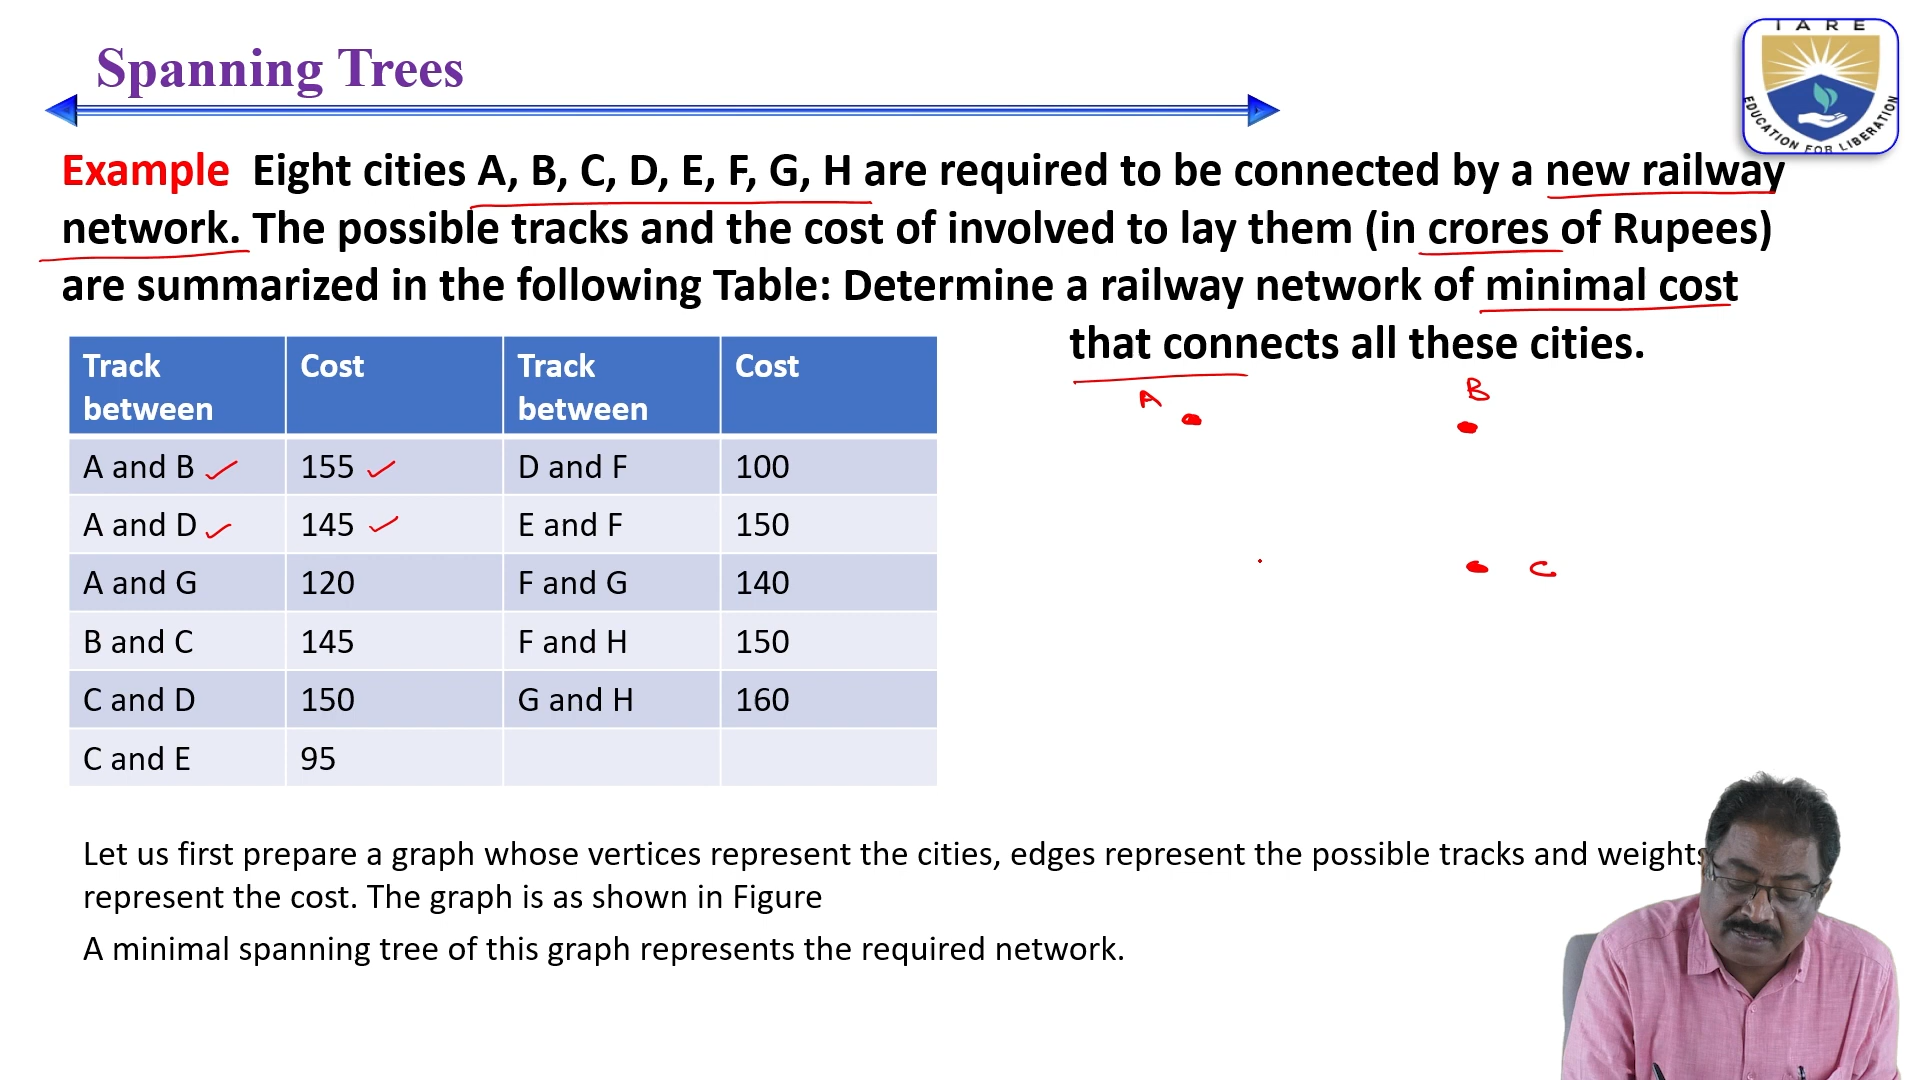 Spanning Trees
IARE
EDUCATION FOR LIBERATION
Example Eight cities A, B, C, D, E, F, G, H are required to be connected by a new railway
network. The possible tracks and the cost of involved to lay them (in crores of Rupees)
are summarized in the following Table: Determine a railway network of minimal cost
that connects all these cities.
Track between Cost Track between Cost
A and B 155 D and F 100
A and D 145 E and F 150
A and G 120 F and G 140
B and C 145 F and H 150
C and D 150 G and H 160
C and E 95
A
B
C
Let us first prepare a graph whose vertices represent the cities, edges represent the possible tracks and weights
represent the cost. The graph is as shown in Figure
A minimal spanning tree of this graph represents the required network.